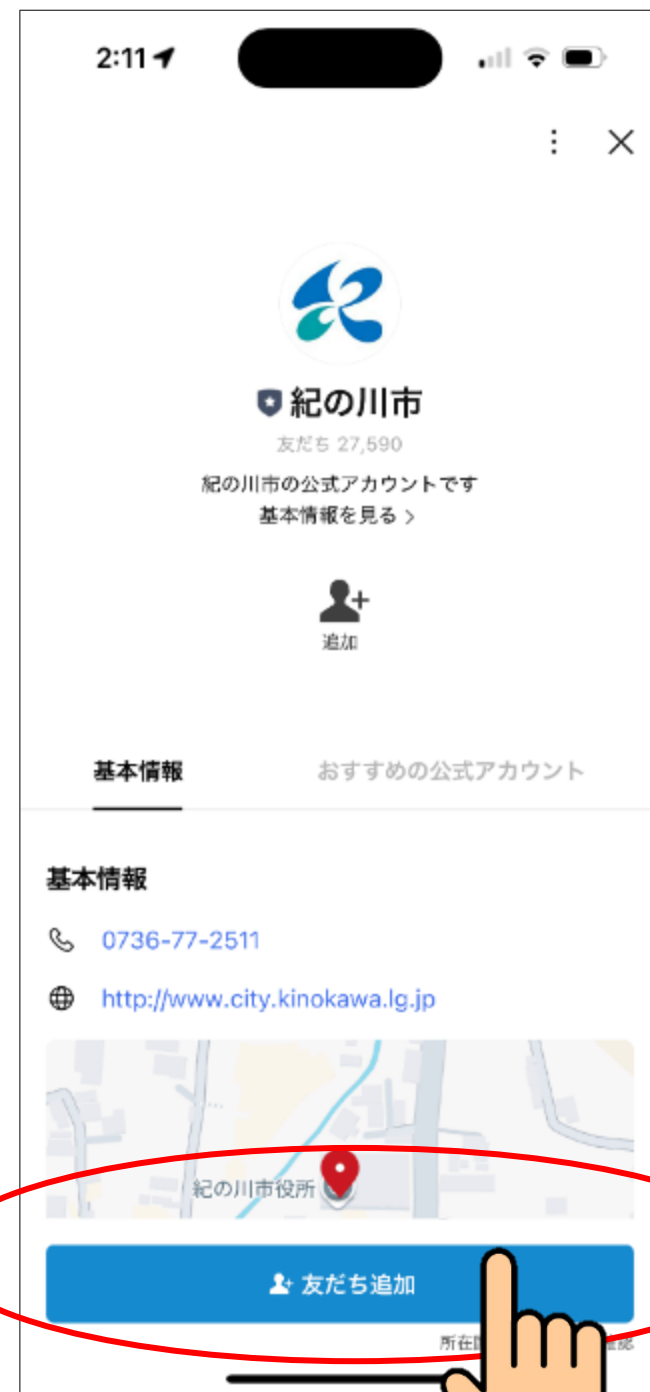 2:11
紀の川市
友だち 27,590
紀の川市の公式アカウントです
基本情報を見る >
追加
基本情報
おすすめの公式アカウント
基本情報
0736-77-2511
http://www.city.kinokawa.lg.jp
紀の川市役所
友だち追加
所在